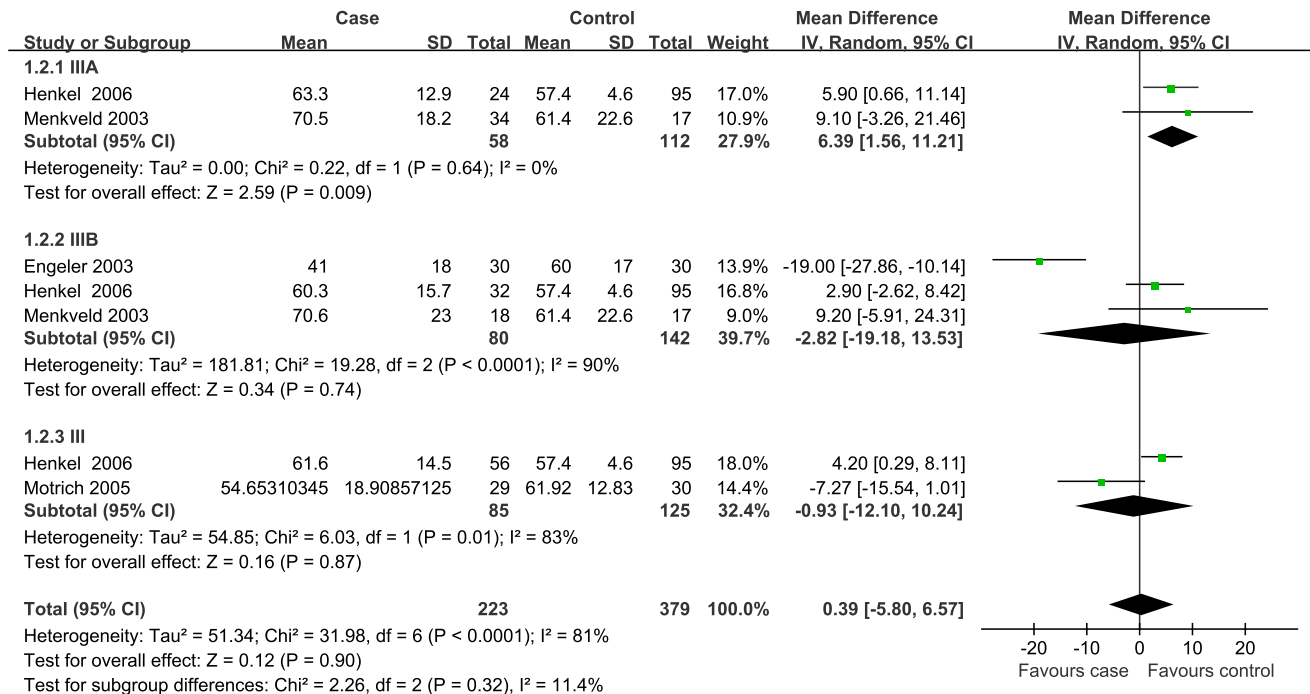 Case Control Mean Difference Mean Difference
Study or Subgroup Mean SD Total Mean SD Total Weight IV, Random, 95% CI IV, Random, 95% CI
1.2.1 IIIA
Henkel 2006 63.3 12.9 24 57.4 4.6 95 17.0% 5.90 [0.66, 11.14]
Menkveld 2003 70.5 18.2 34 61.4 22.6 17 10.9% 9.10 [-3.26, 21.46]
Subtotal (95% CI) 58 112 27.9% 6.39 [1.56, 11.21]
Heterogeneity: Tau² = 0.00; Chi² = 0.22, df = 1 (P = 0.64); I² = 0%
Test for overall effect: Z = 2.59 (P = 0.009)
1.2.2 IIIB
Engeler 2003 41 18 30 60 17 30 13.9% -19.00 [-27.86, -10.14]
Henkel 2006 60.3 15.7 32 57.4 4.6 95 16.8% 2.90 [-2.62, 8.42]
Menkveld 2003 70.6 23 18 61.4 22.6 17 9.0% 9.20 [-5.91, 24.31]
Subtotal (95% CI) 80 142 39.7% -2.82 [-19.18, 13.53]
Heterogeneity: Tau² = 181.81; Chi² = 19.28, df = 2 (P < 0.0001); I² = 90%
Test for overall effect: Z = 0.34 (P = 0.74)
1.2.3 III
Henkel 2006 61.6 14.5 56 57.4 4.6 95 18.0% 4.20 [0.29, 8.11]
Motrich 2005 54.65310345 18.90857125 29 61.92 12.83 30 14.4% -7.27 [-15.54, 1.01]
Subtotal (95% CI) 85 125 32.4% -0.93 [-12.10, 10.24]
Heterogeneity: Tau² = 54.85; Chi² = 6.03, df = 1 (P = 0.01); I² = 83%
Test for overall effect: Z = 0.16 (P = 0.87)
Total (95% CI) 223 379 100.0% 0.39 [-5.80, 6.57]
Heterogeneity: Tau² = 51.34; Chi² = 31.98, df = 6 (P < 0.0001); I² = 81%
Test for overall effect: Z = 0.12 (P = 0.90)
Test for subgroup differences: Chi² = 2.26, df = 2 (P = 0.32), I² = 11.4%
-20 -10 0 10 20
Favours case Favours control